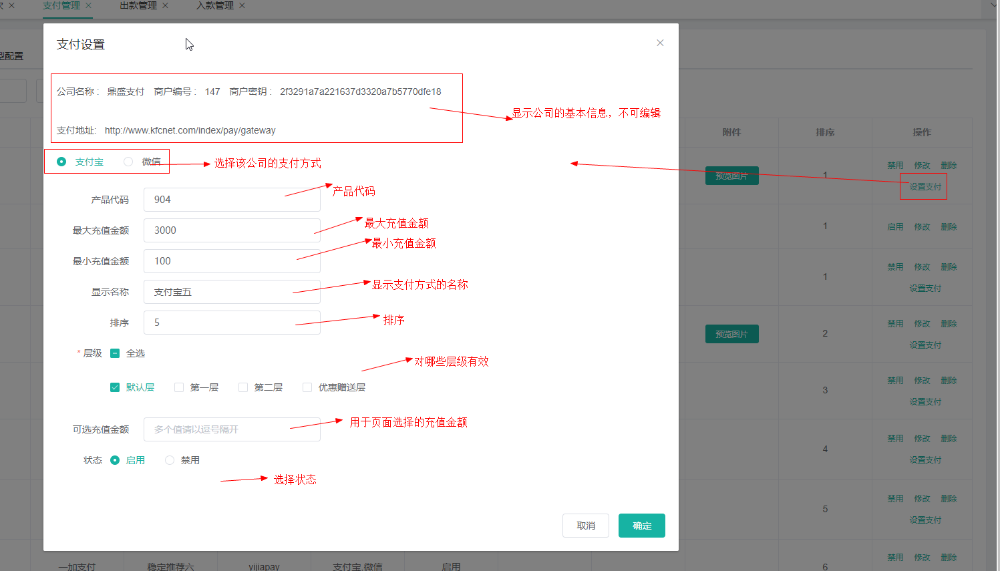 支付管理 出款管理 入款管理
支付设置
型配置
公司名称： 鼎盛支付 商户编号： 147 商户密钥： 2f3291a7a221637d3320a7b5770dfe18
显示公司的基本信息，不可编辑
支付地址: http://www.kfcnet.com/index/pay/gateway
附件 排序 操作
支付宝 微信 选择该公司的支付方式
预览图片 1 禁用 修改 删除
设置支付
产品代码 904 产品代码
最大充值金额 3000 最大充值金额
1 启用 修改 删除
最小充值金额 100 最小充值金额
1 禁用 修改 删除
设置支付
显示名称 支付宝五 显示支付方式的名称
排序 5 排序
预览图片 2 禁用 修改 删除
设置支付
* 层级 全选
对哪些层级有效
默认层 第一层 第二层 优惠赠送层
3 禁用 修改 删除
设置支付
可选充值金额 多个值请以逗号隔开 用于页面选择的充值金额
4 禁用 修改 删除
设置支付
状态 启用 禁用
选择状态
5 禁用 修改 删除
设置支付
取消 确定
一加支付 稳定推荐六 yijiapay 支付宝,微信 启用 6 禁用 修改 删除